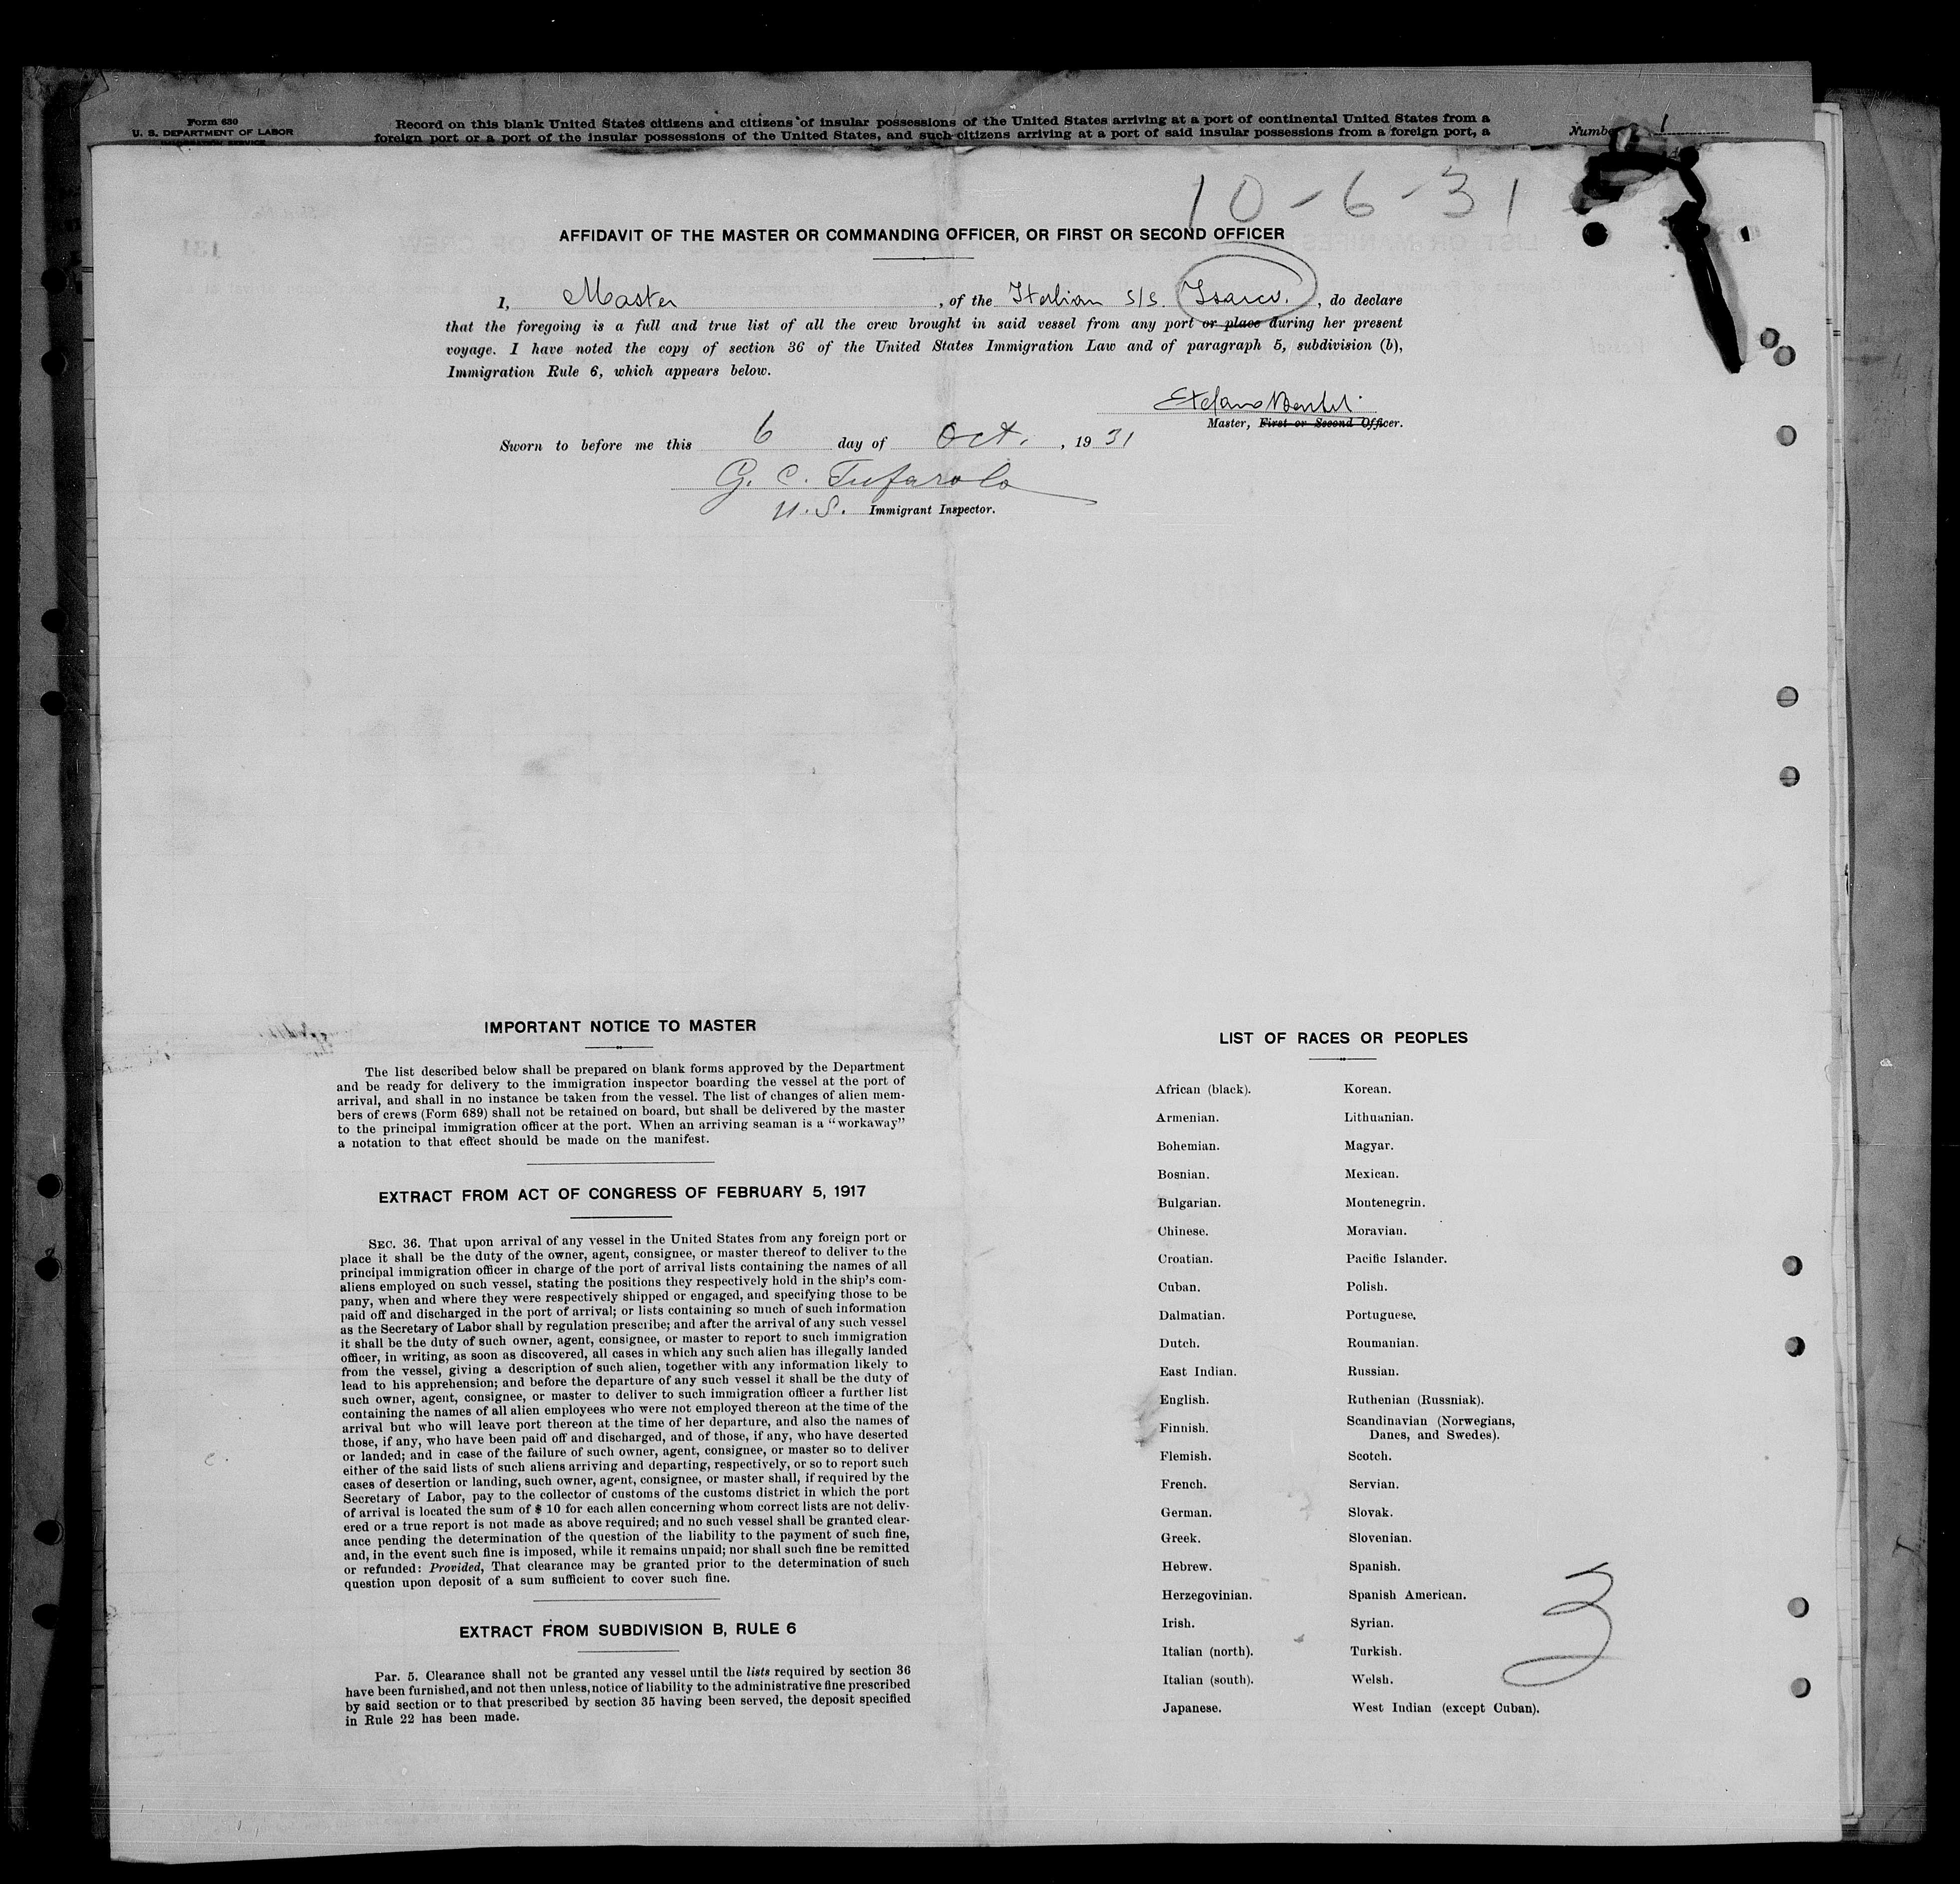 Form 630
U. S. DEPARTMENT OF LABOR
IMMIGRATION SERVICE
Record on this blank United States citizens and citizens of insular possessions of the United States arriving at a port of continental United States from a
foreign port or a port of the insular possessions of the United States, and such citizens arriving at a port of said insular possessions from a foreign port, a
Number 1
10-6-31
AFFIDAVIT OF THE MASTER OR COMMANDING OFFICER, OR FIRST OR SECOND OFFICER
I, Master, of the Italian S/S. Isarco., do declare
that the foregoing is a full and true list of all the crew brought in said vessel from any port or place during her present
voyage. I have noted the copy of section 36 of the United States Immigration Law and of paragraph 5, subdivision (b),
Immigration Rule 6, which appears below.
Master, First or Second Officer.
Sworn to before me this 6 day of Oct., 1931
G. C. Tufarolo
U.S. Immigrant Inspector.
IMPORTANT NOTICE TO MASTER
The list described below shall be prepared on blank forms approved by the Department
and be ready for delivery to the immigration inspector boarding the vessel at the port of
arrival, and shall in no instance be taken from the vessel. The list of changes of alien mem-
bers of crews (Form 689) shall not be retained on board, but shall be delivered by the master
to the principal immigration officer at the port. When an arriving seaman is a "workaway"
a notation to that effect should be made on the manifest.
EXTRACT FROM ACT OF CONGRESS OF FEBRUARY 5, 1917
SEC. 36. That upon arrival of any vessel in the United States from any foreign port or
place it shall be the duty of the owner, agent, consignee, or master thereof to deliver to the
principal immigration officer in charge of the port of arrival lists containing the names of all
aliens employed on such vessel, stating the positions they respectively hold in the ship's com-
pany, when and where they were respectively shipped or engaged, and specifying those to be
paid off and discharged in the port of arrival; or lists containing so much of such information
as the Secretary of Labor shall by regulation prescribe; and after the arrival of any such vessel
it shall be the duty of such owner, agent, consignee, or master to report to such immigration
officer, in writing, as soon as discovered, all cases in which any such alien has illegally landed
from the vessel, giving a description of such alien, together with any information likely to
lead to his apprehension; and before the departure of any such vessel it shall be the duty of
such owner, agent, consignee, or master to deliver to such immigration officer a further list
containing the names of all alien employees who were not employed thereon at the time of the
arrival but who will leave port thereon at the time of her departure, and also the names of
those, if any, who have been paid off and discharged, and of those, if any, who have deserted
or landed; and in case of the failure of such owner, agent, consignee, or master so to deliver
either of the said lists of such aliens arriving and departing, respectively, or so to report such
cases of desertion or landing, such owner, agent, consignee, or master shall, if required by the
Secretary of Labor, pay to the collector of customs of the customs district in which the port
of arrival is located the sum of $ 10 for each allen concerning whom correct lists are not deliv-
ered or a true report is not made as above required; and no such vessel shall be granted clear-
ance pending the determination of the question of the liability to the payment of such fine,
and, in the event such fine is imposed, while it remains unpaid; nor shall such fine be remitted
or refunded: Provided, That clearance may be granted prior to the determination of such
question upon deposit of a sum sufficient to cover such fine.
EXTRACT FROM SUBDIVISION B, RULE 6
Par. 5. Clearance shall not be granted any vessel until the lists required by section 36
have been furnished, and not then unless, notice of liability to the administrative fine prescribed
by said section or to that prescribed by section 35 having been served, the deposit specified
in Rule 22 has been made.
LIST OF RACES OR PEOPLES
African (black). Korean.
Armenian. Lithuanian.
Bohemian. Magyar.
Bosnian. Mexican.
Bulgarian. Montenegrin.
Chinese. Moravian.
Croatian. Pacific Islander.
Cuban. Polish.
Dalmatian. Portuguese.
Dutch. Roumanian.
East Indian. Russian.
English. Ruthenian (Russniak).
Finnish. Scandinavian (Norwegians,
Danes, and Swedes).
Flemish. Scotch.
French. Servian.
German. Slovak.
Greek. Slovenian.
Hebrew. Spanish.
Herzegovinian. Spanish American.
Irish. Syrian.
Italian (north). Turkish.
Italian (south). Welsh.
Japanese. West Indian (except Cuban).
3